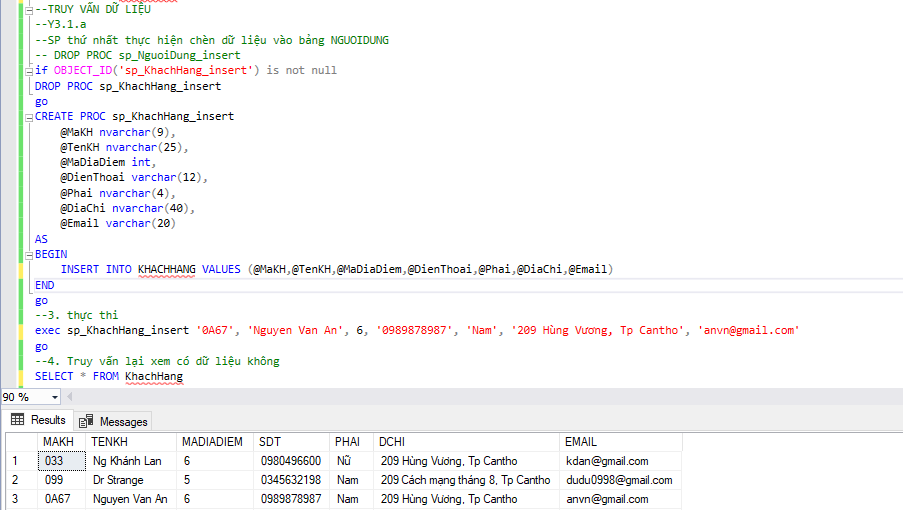 --TRUY VẤN DỮ LIỆU
--Y3.1.a
--SP thứ nhất thực hiện chèn dữ liệu vào bảng NGUOIDUNG
-- DROP PROC sp_NguoiDung_insert
if OBJECT_ID('sp_KhachHang_insert') is not null
DROP PROC sp_KhachHang_insert
go
CREATE PROC sp_KhachHang_insert
@MaKH nvarchar(9),
@TenKH nvarchar(25),
@MaDiaDiem int,
@DienThoai varchar(12),
@Phai nvarchar(4),
@DiaChi nvarchar(40),
@Email varchar(20)
AS
BEGIN
INSERT INTO KHACHHANG VALUES (@MaKH,@TenKH,@MaDiaDiem,@DienThoai,@Phai,@DiaChi,@Email)
END
go
--3. thực thi
exec sp_KhachHang_insert '0A67', 'Nguyen Van An', 6, '0989878987', 'Nam', '209 Hùng Vương, Tp Cantho', 'anvn@gmail.com'
go
--4. Truy vấn lại xem có dữ liệu không
SELECT * FROM KhachHang
90 %
Results Messages
MAKH TENKH MADIADIEM SDT PHAI DCHI EMAIL
1 033 Ng Khánh Lan 6 0980496600 Nữ 209 Hùng Vương, Tp Cantho kdan@gmail.com
2 099 Dr Strange 5 0345632198 Nam 209 Cách mạng tháng 8, Tp Cantho dudu0998@gmail.com
3 0A67 Nguyen Van An 6 0989878987 Nam 209 Hùng Vương, Tp Cantho anvn@gmail.com